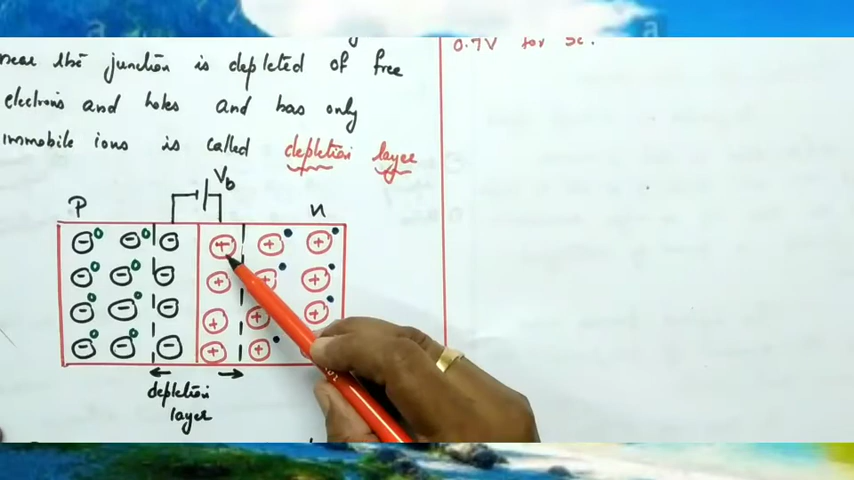 near the junction is depleted of free
electrons and holes and has only
immobile ions is called depletion layer
0.7V for Si.
Vb
P
n
depletion
layer